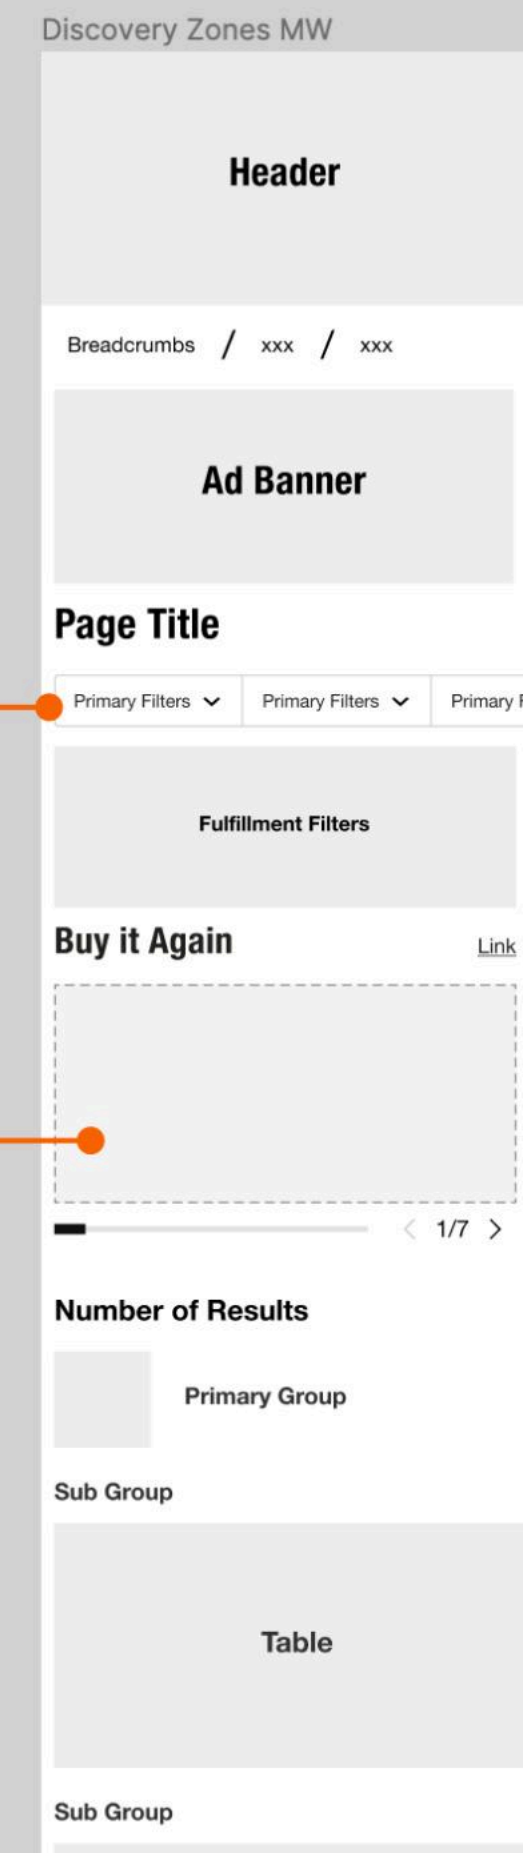 Discovery Zones MW
Header
Breadcrumbs / xxx / xxx
Ad Banner
Page Title
Primary Filters Primary Filters Primary
Fulfillment Filters
Buy it Again Link
1/7
Number of Results
Primary Group
Sub Group
Table
Sub Group